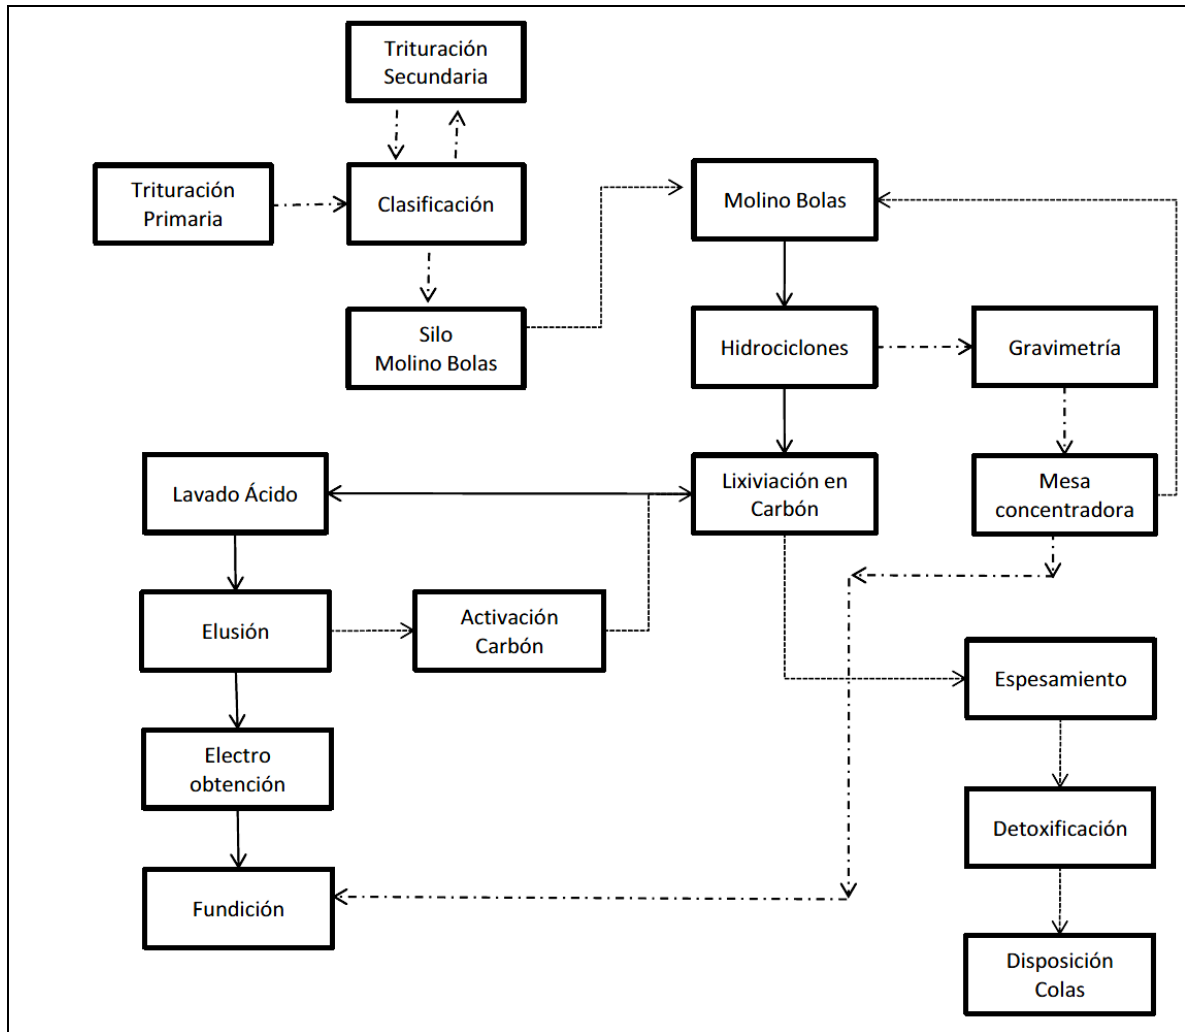 Trituración
Secundaria
Trituración
Primaria
Clasificación
Molino Bolas
Silo
Molino Bolas
Hidrociclones
Gravimetría
Lavado Ácido
Lixiviación en
Carbón
Mesa
concentradora
Elusión
Activación
Carbón
Espesamiento
Electro
obtención
Detoxificación
Fundición
Disposición
Colas